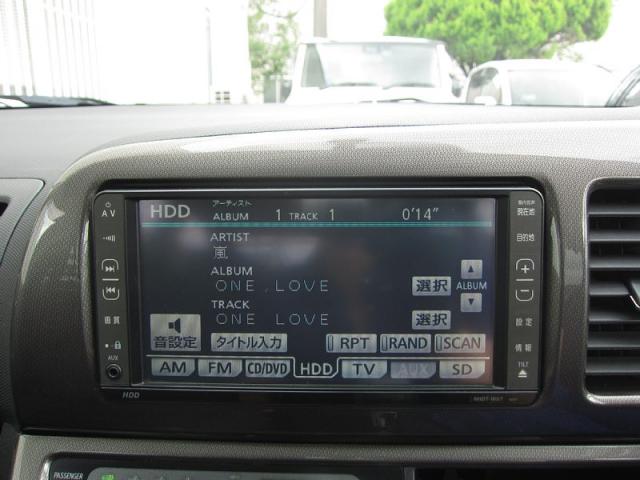 HDD アーティスト
ALBUM 1 TRACK 1 0'14"
ARTIST
嵐
ALBUM
ONE LOVE 選択 ALBUM
TRACK
ONE LOVE 選択
音設定 タイトル入力 RPT RAND SCAN
AM FM CD/DVD HDD TV AUX SD
AV
画質
AUX
現在地
目的地
設定
情報
TILT
HDD
PASSENGER